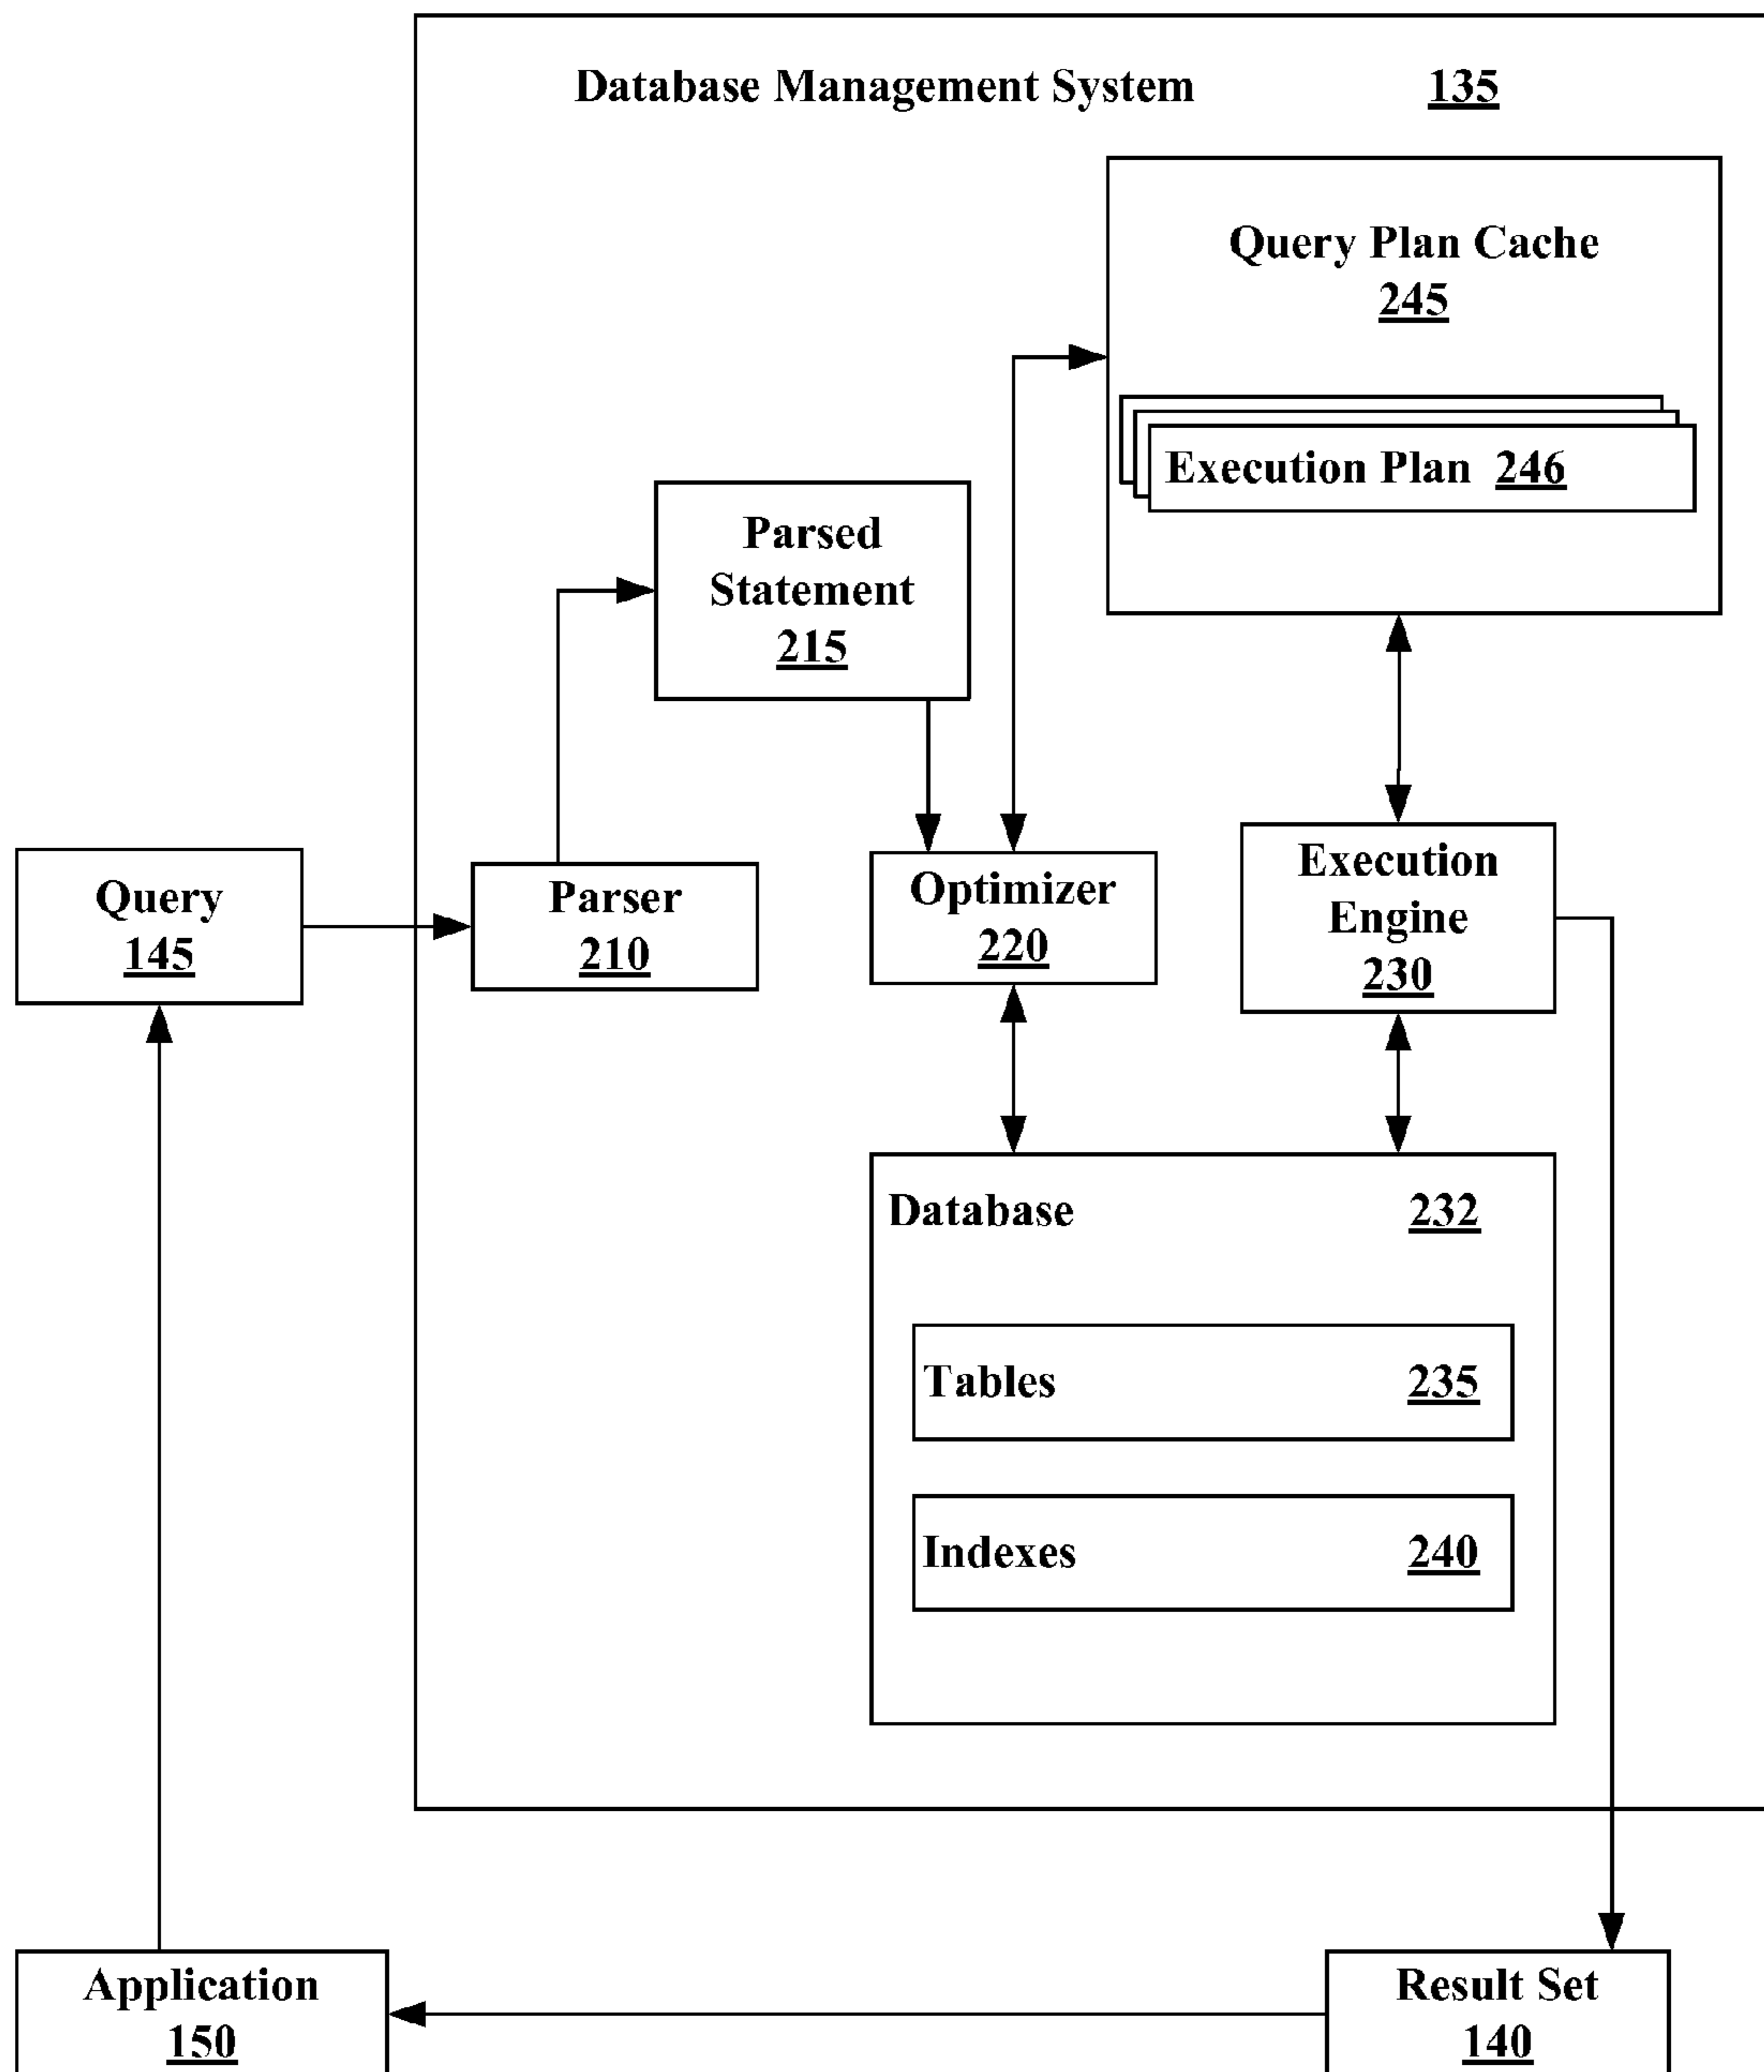 Database Management System 135
Query Plan Cache
245
Execution Plan 246
Parsed
Statement
215
Query
145
Parser
210
Optimizer
220
Execution
Engine
230
Database 232
Tables 235
Indexes 240
Application
150
Result Set
140